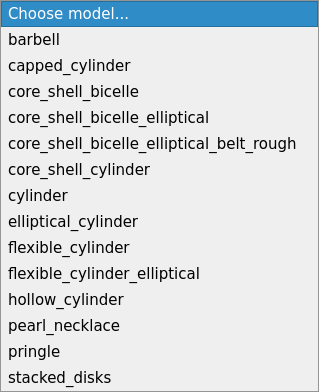 Choose model...
barbell
capped_cylinder
core_shell_bicelle
core_shell_bicelle_elliptical
core_shell_bicelle_elliptical_belt_rough
core_shell_cylinder
cylinder
elliptical_cylinder
flexible_cylinder
flexible_cylinder_elliptical
hollow_cylinder
pearl_necklace
pringle
stacked_disks